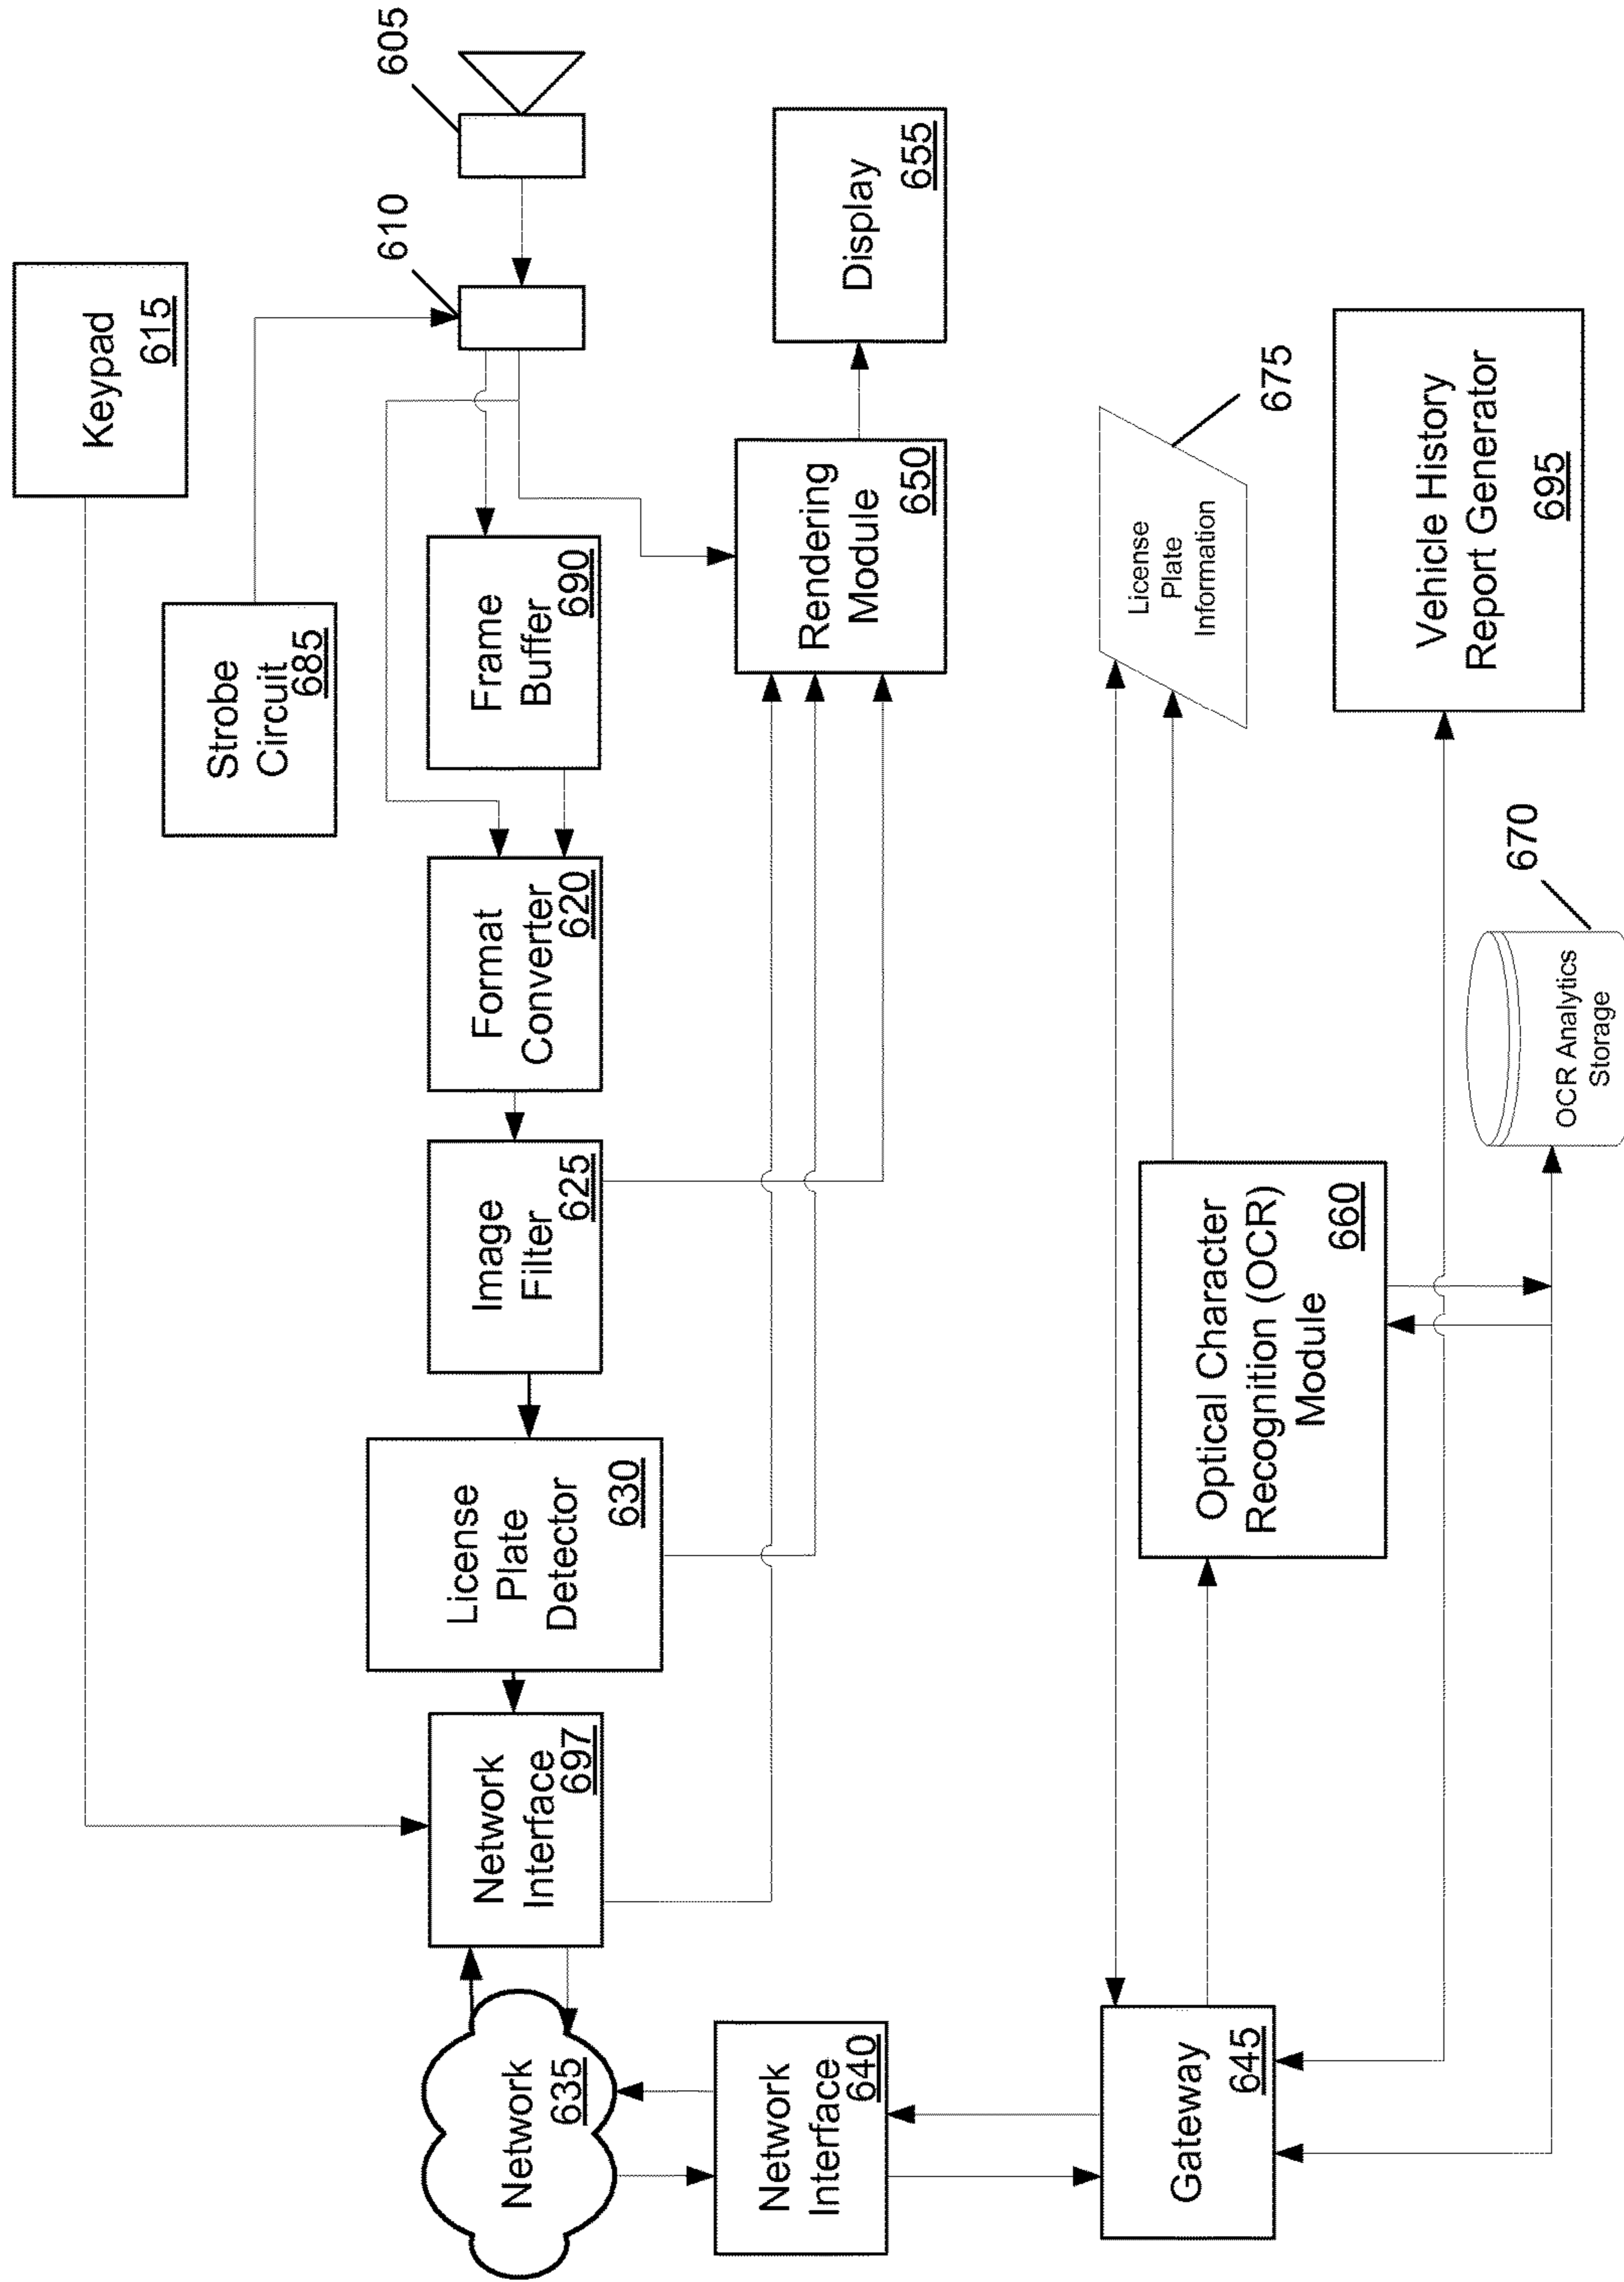 Keypad
615
605
610
Strobe
Circuit
685
Network
635
Network
Interface
697
License
Plate
Detector
630
Image
Filter
625
Format
Converter
620
Frame
Buffer
690
Network
Interface
640
Rendering
Module
650
Display
655
Gateway
645
Optical Character
Recognition (OCR)
Module
660
License
Plate
Information
675
Vehicle History
Report Generator
695
OCR Analytics
Storage
670